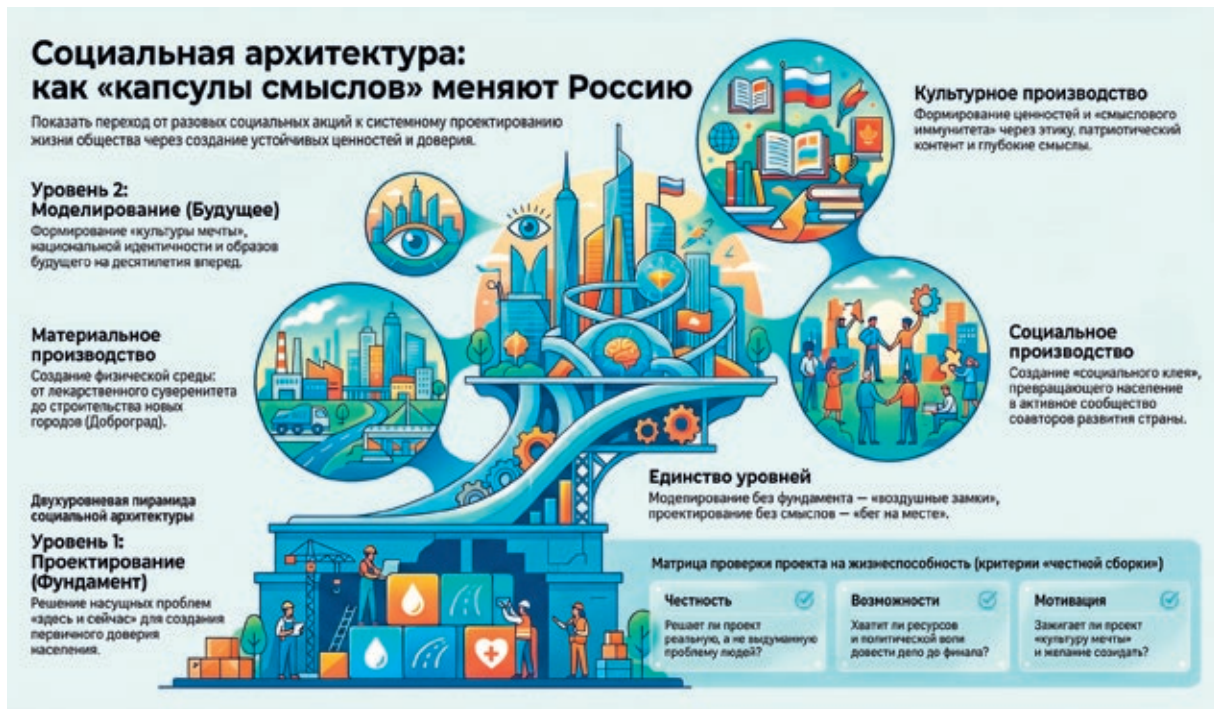 Социальная архитектура:
как «капсулы смыслов» меняют Россию
Показать переход от разовых социальных акций к системному проектированию
жизни общества через создание устойчивых ценностей и доверия.
Культурное производство
Формирование ценностей и «смыслового
иммунитета» через этику, патриотический
контент и глубокие смыслы.
Уровень 2:
Моделирование (Будущее)
Формирование «культуры мечты»,
национальной идентичности и образов
будущего на десятилетия вперед.
Материальное
производство
Создание физической среды:
от лекарственного суверенитета
до строительства новых
городов (Доброград).
Социальное
производство
Создание «социального клея»,
превращающего население
в активное сообщество
соавторов развития страны.
Единство уровней
Моделирование без фундамента — «воздушные замки»,
проектирование без смыслов — «бег на месте».
Двухуровневая пирамида
социальной архитектуры
Уровень 1:
Проектирование
(Фундамент)
Решение насущных проблем
«здесь и сейчас» для создания
первичного доверия
населения.
Матрица проверки проекта на жизнеспособность (критерии «честной сборки»)
Честность
Решает ли проект
реальную, а не выдуманную
проблему людей?
Возможности
Хватит ли ресурсов
и политической воли
довести дело до финала?
Мотивация
Зажигает ли проект
«культуру мечты»
и желание созидать?